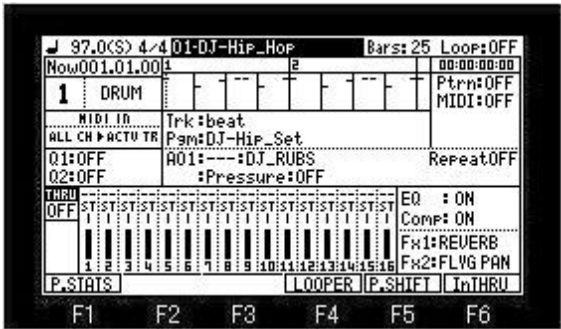 ♩ 97.0(S) 4/4 01-DJ-Hip_Hop Bars: 25 Loop:OFF
Now001.01.00 1 2 00:00:00:00
1 DRUM
Ptrn:OFF
MIDI:OFF
MIDI in
ALL CH▶ACTV TR
Trk:beat
Pgm:DJ-Hip_Set
Q1:OFF
Q2:OFF
A01:---:DJ_RUBS RepeatOFF
:Pressure:OFF
THRU
OFF
ST ST ST ST ST ST ST ST ST ST ST ST ST ST ST ST
1 2 3 4 5 6 7 8 9 10 11 12 13 14 15 16
EQ : ON
Comp: ON
Fx1:REVERB
Fx2:FLVG PAN
P.STATS LOOPER P.SHIFT InTHRU
F1 F2 F3 F4 F5 F6